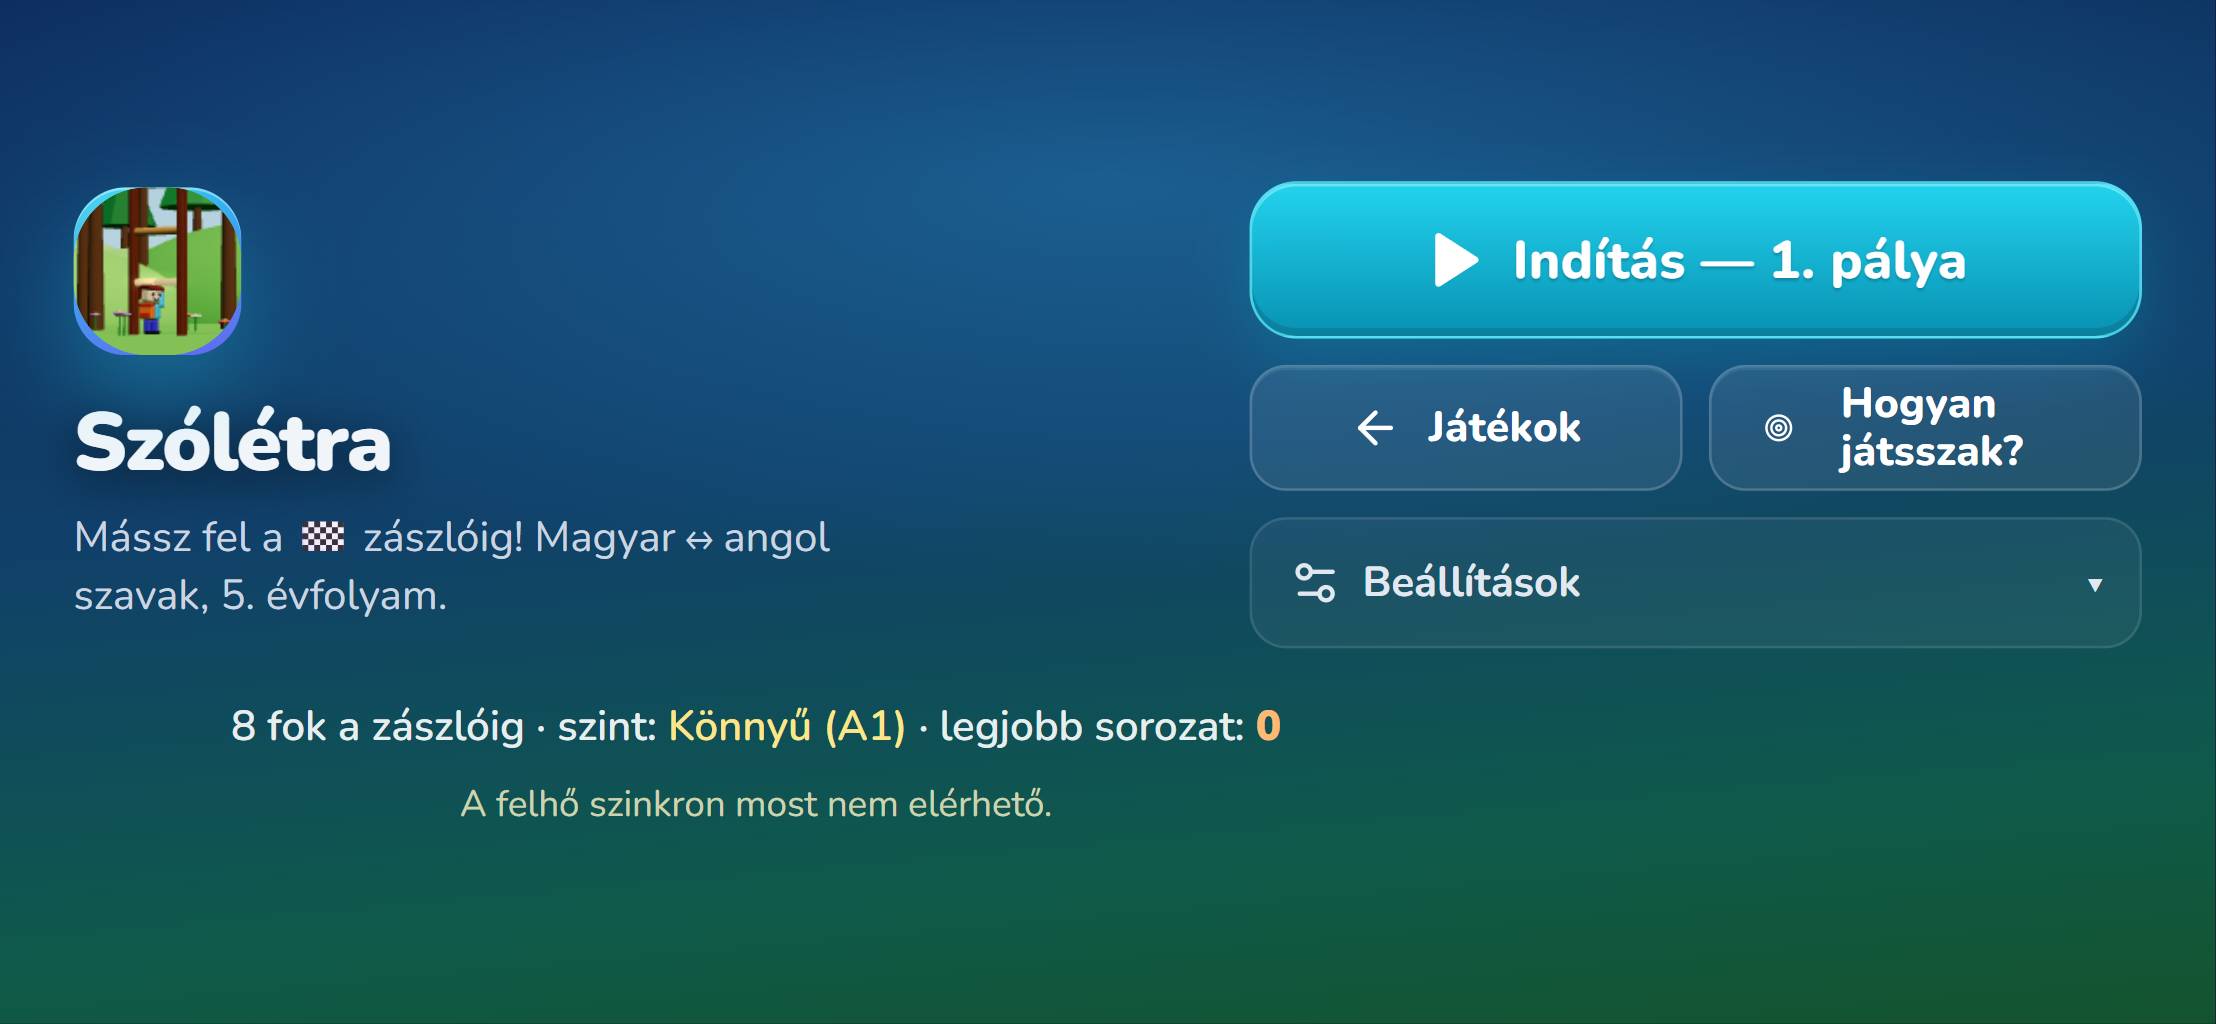 Szólétra
Mássz fel a 🏁 zászlóig! Magyar ↔ angol
szavak, 5. évfolyam.
Indítás — 1. pálya
Játékok
Hogyan
játsszak?
Beállítások
8 fok a zászlóig · szint: Könnyű (A1) · legjobb sorozat: 0
A felhő szinkron most nem elérhető.